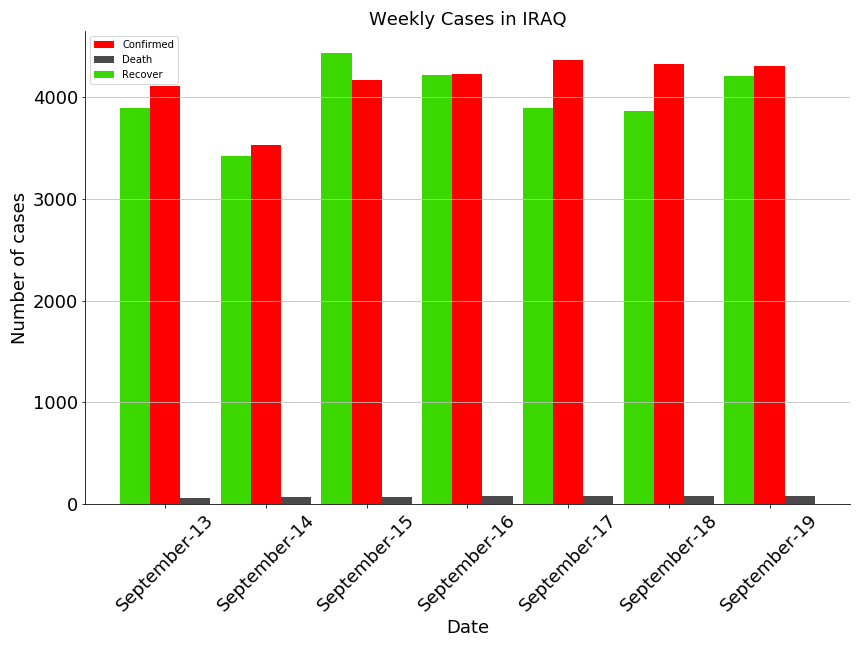 Weekly Cases in IRAQ
Confirmed
Death
Recover
Number of cases
4000
3000
2000
1000
0
September-13
September-14
September-15
September-16
September-17
September-18
September-19
Date